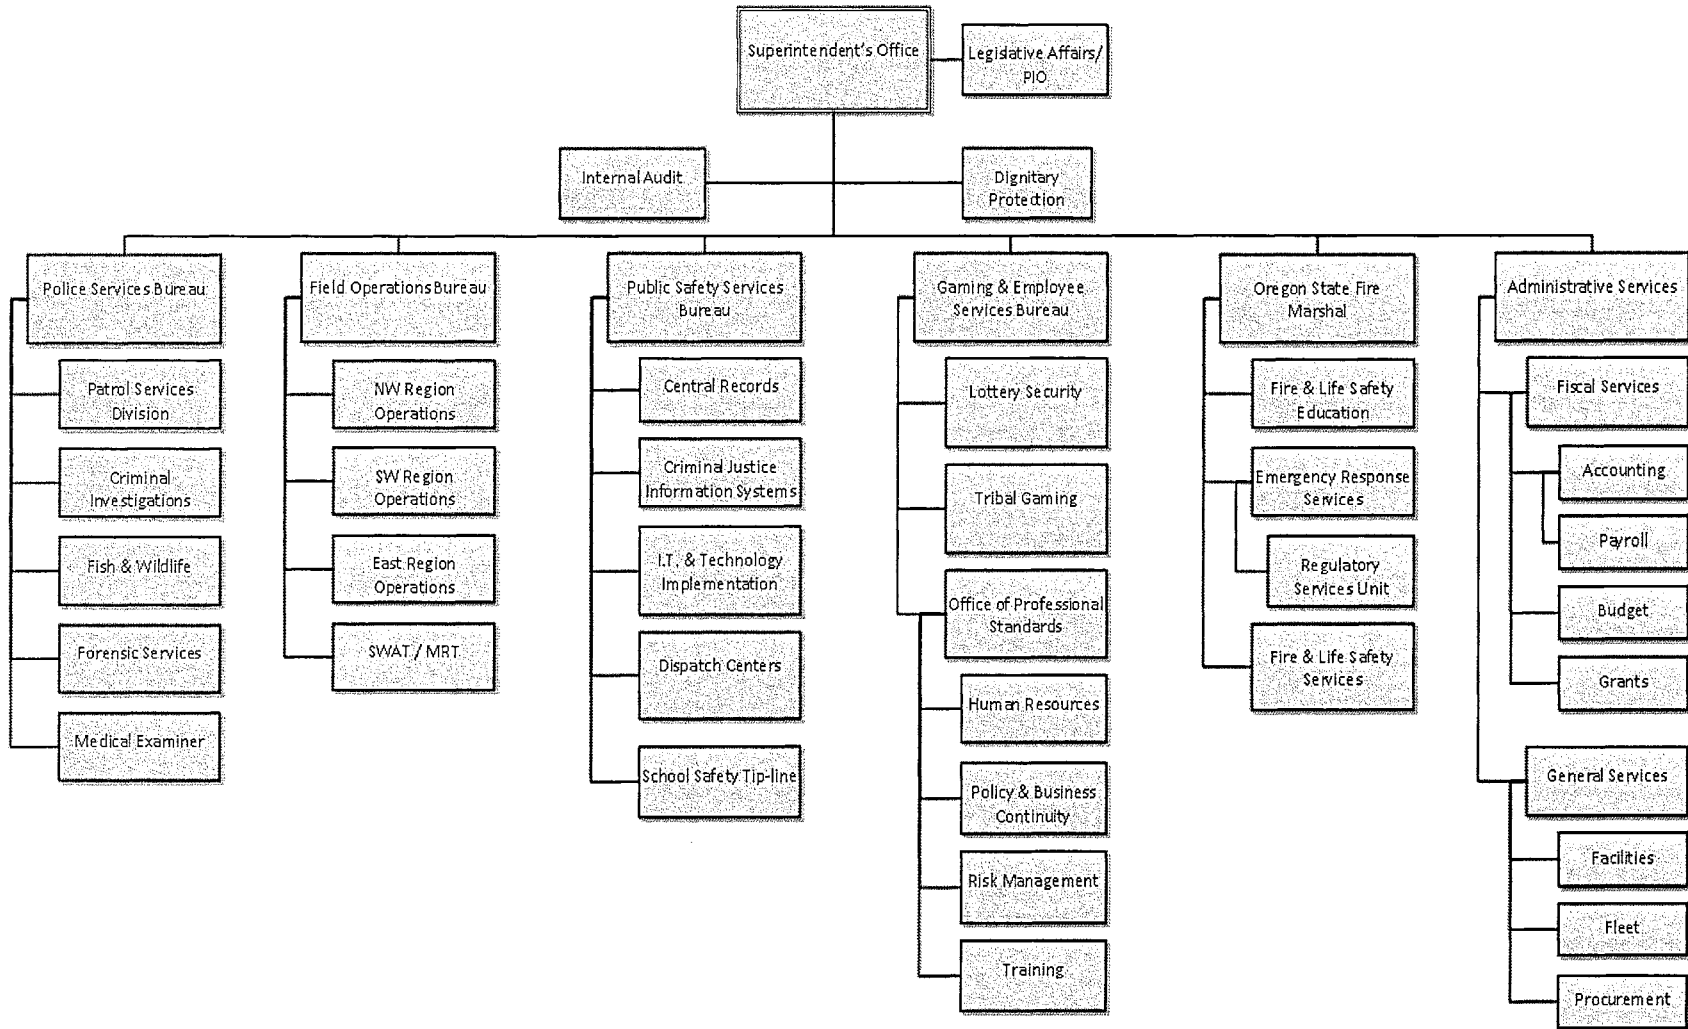 Superintendent's Office
Legislative Affairs/
PIO
Internal Audit
Dignitary
Protection
Police Services Bureau
Patrol Services
Division
Criminal
Investigations
Fish & Wildlife
Forensic Services
Medical Examiner
Field Operations Bureau
NW Region
Operations
SW Region
Operations
East Region
Operations
SWAT / MRT
Public Safety Services
Bureau
Central Records
Criminal Justice
Information Systems
I.T. & Technology
Implementation
Dispatch Centers
School Safety Tip-line
Gaming & Employee
Services Bureau
Lottery Security
Tribal Gaming
Office of Professional
Standards
Human Resources
Policy & Business
Continuity
Risk Management
Training
Oregon State Fire
Marshal
Fire & Life Safety
Education
Emergency Response
Services
Regulatory
Services Unit
Fire & Life Safety
Services
Administrative Services
Fiscal Services
Accounting
Payroll
Budget
Grants
General Services
Facilities
Fleet
Procurement